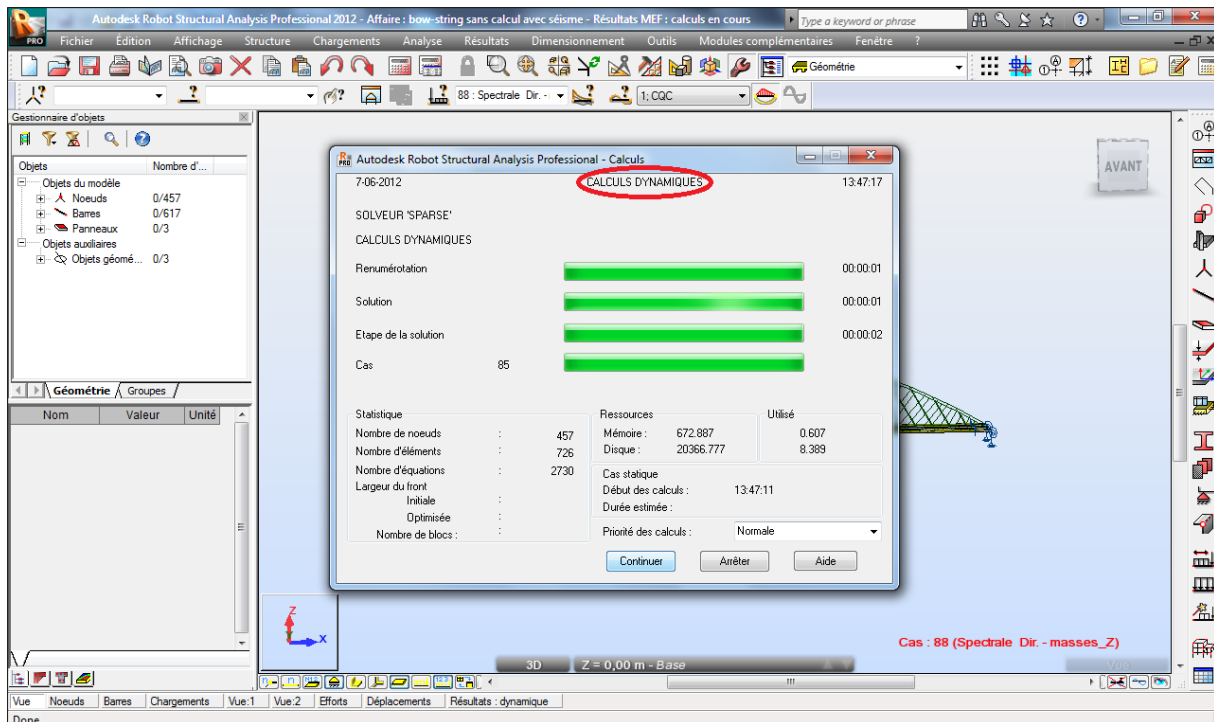 Autodesk Robot Structural Analysis Professional 2012 - Affaire : bow-string sans calcul avec séisme - Résultats MEF : calculs en cours
Type a keyword or phrase
PRO
Fichier Édition Affichage Structure Chargements Analyse Résultats Dimensionnement Outils Modules complémentaires Fenêtre ?
Géométrie
88 : Spectrale Dir. -
1; CQC
Gestionnaire d'objets
Objets Nombre d'...
Objets du modèle
Noeuds 0/457
Barres 0/617
Panneaux 0/3
Objets auxiliaires
Objets géomé... 0/3
Géométrie Groupes
Nom Valeur Unité
AVANT
Autodesk Robot Structural Analysis Professional - Calculs
7-06-2012 CALCULS DYNAMIQUES 13:47:17
SOLVEUR 'SPARSE'
CALCULS DYNAMIQUES
Renumérotation 00:00:01
Solution 00:00:01
Etape de la solution 00:00:02
Cas 85
Statistique
Nombre de noeuds : 457
Nombre d'éléments : 726
Nombre d'équations : 2730
Largeur du front
Initiale :
Optimisée :
Nombre de blocs : :
Ressources Utilisé
Mémoire : 672.887 0.607
Disque : 20366.777 8.389
Cas statique
Début des calculs : 13:47:11
Durée estimée :
Priorité des calculs : Normale
Continuer Arrêter Aide
Z
X
Cas : 88 (Spectrale Dir. - masses_Z)
3D Z = 0,00 m - Base
Vue
Vue Noeuds Barres Chargements Vue:1 Vue:2 Efforts Déplacements Résultats : dynamique
Done